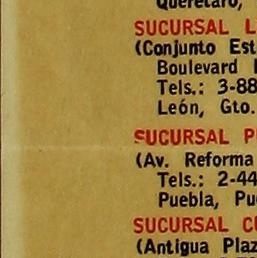 Querétaro,
SUCURSAL L
(Conjunto Est
Boulevard
Tels.: 3-88
León, Gto.
SUCURSAL P
(Av. Reforma
Tels.: 2-44
Puebla, Pu
SUCURSAL CU
(Antigua Plaz